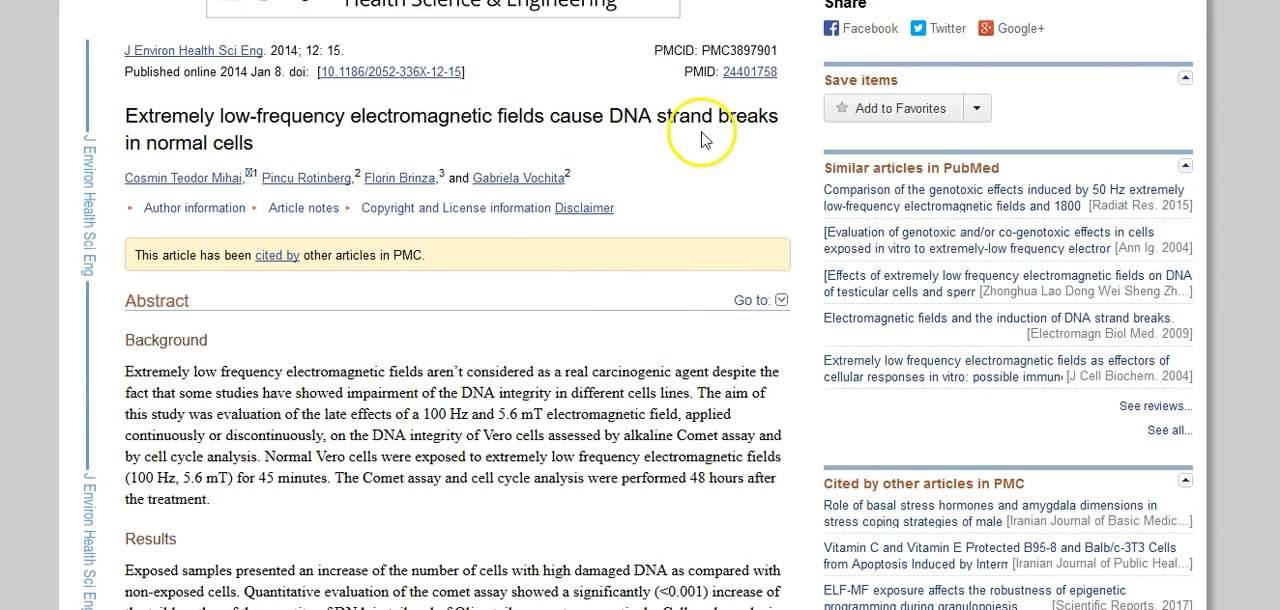 Health Science & Engineering
J Environ Health Sci Eng. 2014; 12: 15.
Published online 2014 Jan 8. doi: [10.1186/2052-336X-12-15]
PMCID: PMC3897901
PMID: 24401758
Extremely low-frequency electromagnetic fields cause DNA strand breaks
in normal cells
Cosmin Teodor Mihai,✉1 Pincu Rotinberg,2 Florin Brinza,3 and Gabriela Vochita2
Author information Article notes Copyright and License information Disclaimer
This article has been cited by other articles in PMC.
Abstract
Go to:
Background
Extremely low frequency electromagnetic fields aren't considered as a real carcinogenic agent despite the
fact that some studies have showed impairment of the DNA integrity in different cells lines. The aim of
this study was evaluation of the late effects of a 100 Hz and 5.6 mT electromagnetic field, applied
continuously or discontinuously, on the DNA integrity of Vero cells assessed by alkaline Comet assay and
by cell cycle analysis. Normal Vero cells were exposed to extremely low frequency electromagnetic fields
(100 Hz, 5.6 mT) for 45 minutes. The Comet assay and cell cycle analysis were performed 48 hours after
the treatment.
Results
Exposed samples presented an increase of the number of cells with high damaged DNA as compared with
non-exposed cells. Quantitative evaluation of the comet assay showed a significantly (<0.001) increase of
J Environ Health Sci Eng
J Environ Health Sci Eng
J Environ Health Sci Eng
Share
Facebook Twitter Google+
Save items
Add to Favorites
Similar articles in PubMed
Comparison of the genotoxic effects induced by 50 Hz extremely
low-frequency electromagnetic fields and 1800 [Radiat Res. 2015]
[Evaluation of genotoxic and/or co-genotoxic effects in cells
exposed in vitro to extremely-low frequency electror [Ann Ig. 2004]
[Effects of extremely low frequency electromagnetic fields on DNA
of testicular cells and sperr [Zhonghua Lao Dong Wei Sheng Zh...]
Electromagnetic fields and the induction of DNA strand breaks.
[Electromagn Biol Med. 2009]
Extremely low frequency electromagnetic fields as effectors of
cellular responses in vitro: possible immun [J Cell Biochem. 2004]
See reviews...
See all...
Cited by other articles in PMC
Role of basal stress hormones and amygdala dimensions in
stress coping strategies of male [Iranian Journal of Basic Medic...]
Vitamin C and Vitamin E Protected B95-8 and Balb/c-3T3 Cells
from Apoptosis Induced by Interm [Iranian Journal of Public Heal...]
ELF-MF exposure affects the robustness of epigenetic
programming during granulopoiesis [Scientific Reports. 2017]